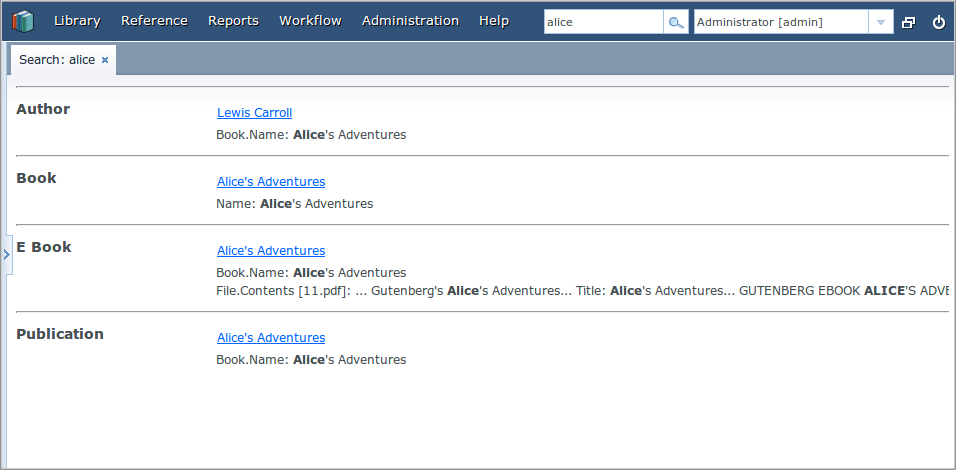 Library Reference Reports Workflow Administration Help alice Administrator [admin]
Search: alice ×
Author Lewis Carroll
Book.Name: Alice's Adventures
Book Alice's Adventures
Name: Alice's Adventures
E Book Alice's Adventures
Book.Name: Alice's Adventures
File.Contents [11.pdf]: ... Gutenberg's Alice's Adventures... Title: Alice's Adventures... GUTENBERG EBOOK ALICE'S ADVE
Publication Alice's Adventures
Book.Name: Alice's Adventures